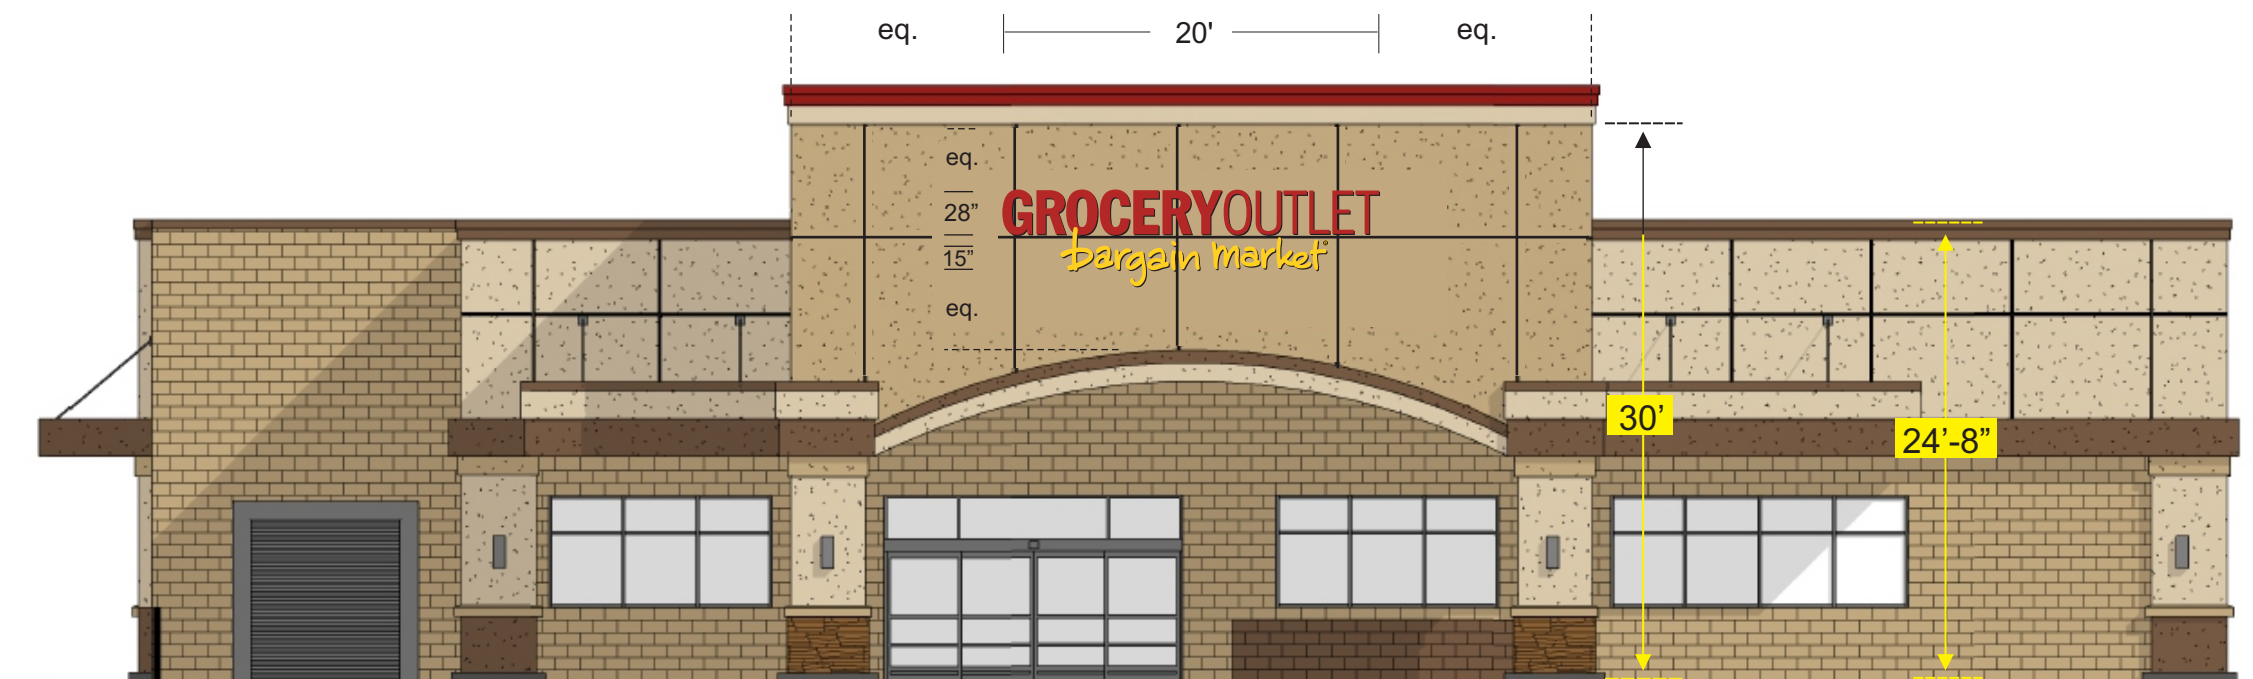 eq. 20' eq.
eq.
28”
15”
eq.
GROCERYOUTLET
bargain market
30’
24’-8”